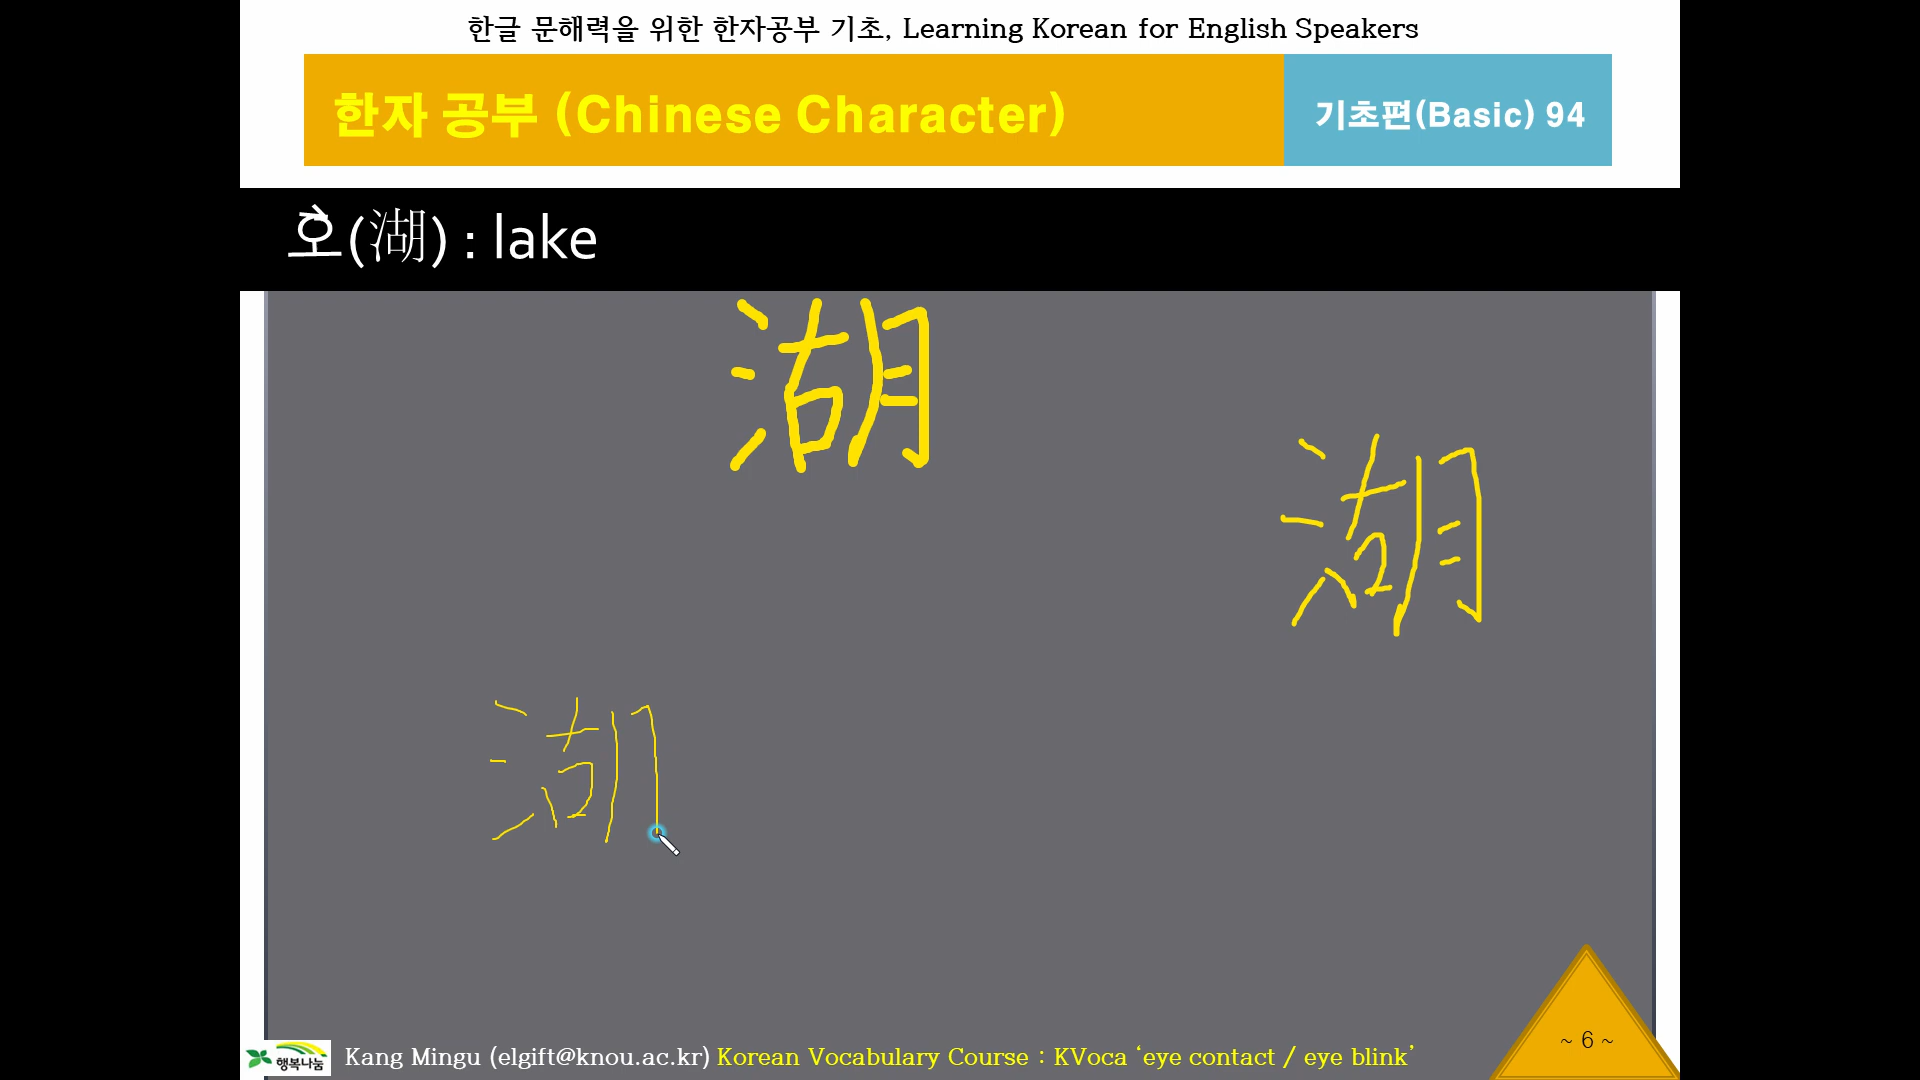 한글 문해력을 위한 한자공부 기초, Learning Korean for English Speakers
한자 공부 (Chinese Character)
기초편(Basic) 94
호(湖) : lake
湖
湖
~ 6 ~
행복나눔
Kang Mingu (elgift@knou.ac.kr) Korean Vocabulary Course : KVoca ‘eye contact / eye blink’